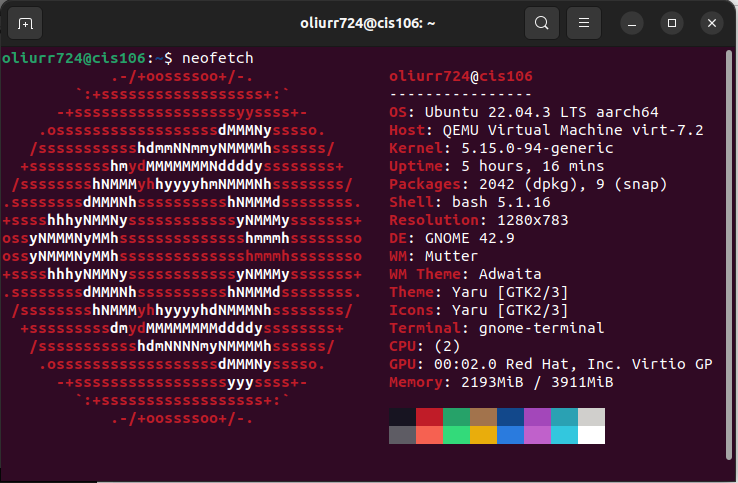 oliurr724@cis106: ~
oliurr724@cis106:~$ neofetch
            .-/+oossssoo+/-.               oliurr724@cis106
        `:+ssssssssssssssssss+:`           ----------------
      -+ssssssssssssssssssyyssss+-         OS: Ubuntu 22.04.3 LTS aarch64
    .ossssssssssssssssssdMMMNysssso.       Host: QEMU Virtual Machine virt-7.2
   /ssssssssssshdmmNNmmyNMMMMhssssss/      Kernel: 5.15.0-94-generic
  +ssssssssshmydMMMMMMMNddddyssssssss+     Uptime: 5 hours, 16 mins
 /sssssssshNMMMyhhyyyyhmNMMMNhssssssss/    Packages: 2042 (dpkg), 9 (snap)
.ssssssssdMMMNhsssssssssshNMMMdssssssss.   Shell: bash 5.1.16
+sssshhhyNMMNyssssssssssssyNMMMysssssss+   Resolution: 1280x783
ossyNMMMNyMMhsssssssssssssshmmmhssssssso   DE: GNOME 42.9
ossyNMMMNyMMhsssssssssssssshmmmhssssssso   WM: Mutter
+sssshhhyNMMNyssssssssssssyNMMMysssssss+   WM Theme: Adwaita
.ssssssssdMMMNhsssssssssshNMMMdssssssss.   Theme: Yaru [GTK2/3]
 /sssssssshNMMMyhhyyyyhdNMMMNhssssssss/    Icons: Yaru [GTK2/3]
  +sssssssssdmydMMMMMMMMddddyssssssss+     Terminal: gnome-terminal
   /ssssssssssshdmNNNNmyNMMMMhssssss/      CPU: (2)
    .ossssssssssssssssssdMMMNysssso.       GPU: 00:02.0 Red Hat, Inc. Virtio GP
      -+sssssssssssssssssyyyssss+-         Memory: 2193MiB / 3911MiB
        `:+ssssssssssssssssss+:`
            .-/+oossssoo+/-.